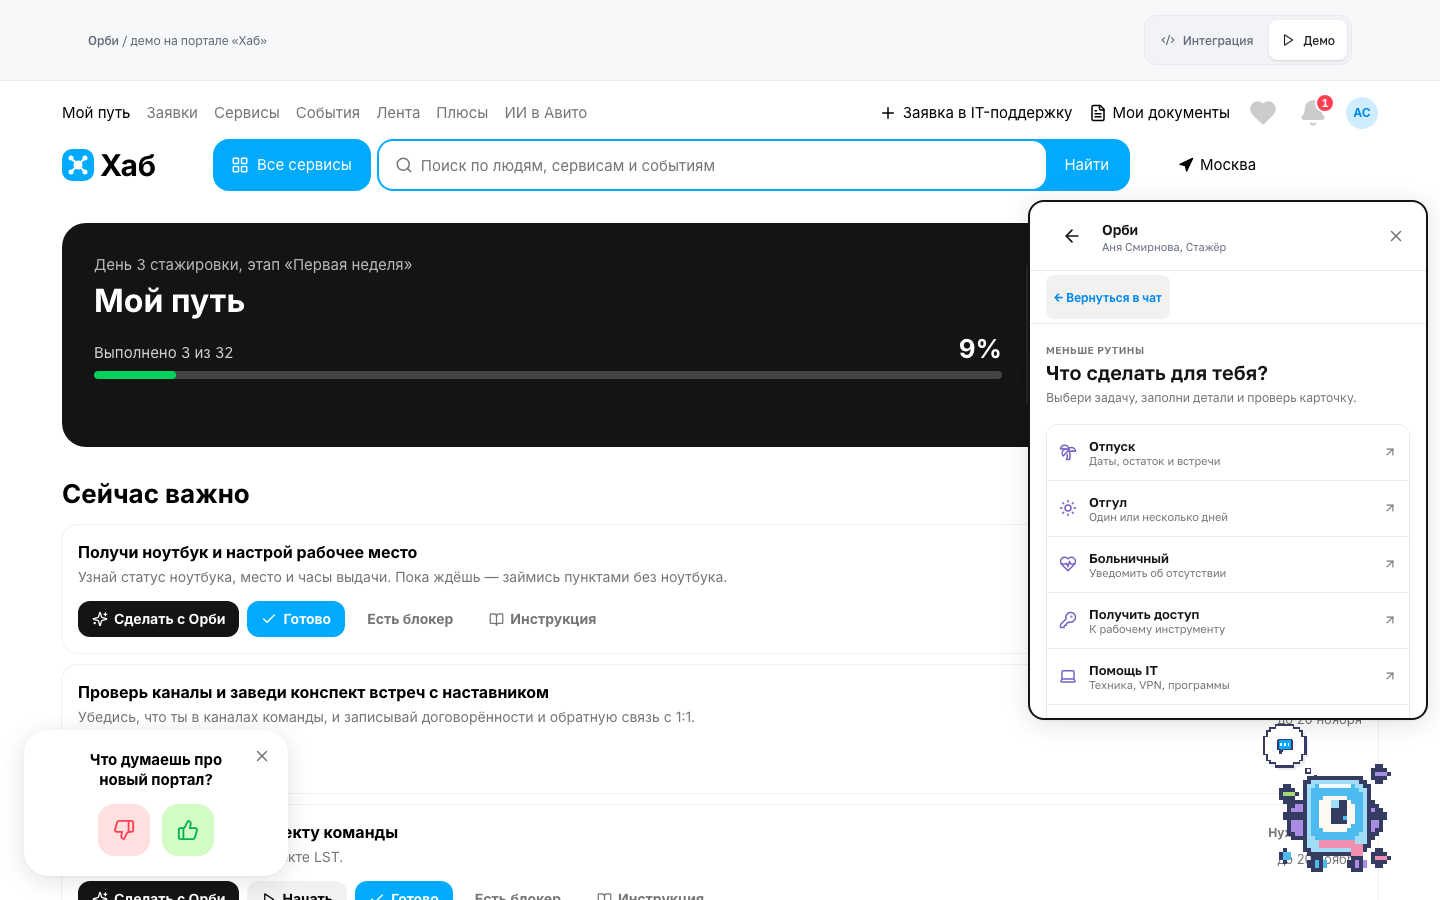 Орби / демо на портале «Хаб»
Интеграция
Демо
Мой путь
Заявки
Сервисы
События
Лента
Плюсы
ИИ в Авито
Заявка в IT-поддержку
Мои документы
1
АС
Хаб
Все сервисы
Поиск по людям, сервисам и событиям
Найти
Москва
День 3 стажировки, этап «Первая неделя»
Мой путь
Выполнено 3 из 32
9%
Сейчас важно
Получи ноутбук и настрой рабочее место
Узнай статус ноутбука, место и часы выдачи. Пока ждёшь — займись пунктами без ноутбука.
Сделать с Орби
Готово
Есть блокер
Инструкция
Проверь каналы и заведи конспект встреч с наставником
Убедись, что ты в каналах команды, и записывай договорённости и обратную связь с 1:1.
до 20 ноября
Что думаешь про
новый портал?
екту команды
кте LST.
Сделать с Орби
Начать
Готово
Есть блокер
Инструкция
Орби
Аня Смирнова, Стажёр
← Вернуться в чат
МЕНЬШЕ РУТИНЫ
Что сделать для тебя?
Выбери задачу, заполни детали и проверь карточку.
Отпуск
Даты, остаток и встречи
Отгул
Один или несколько дней
Больничный
Уведомить об отсутствии
Получить доступ
К рабочему инструменту
Помощь IT
Техника, VPN, программы